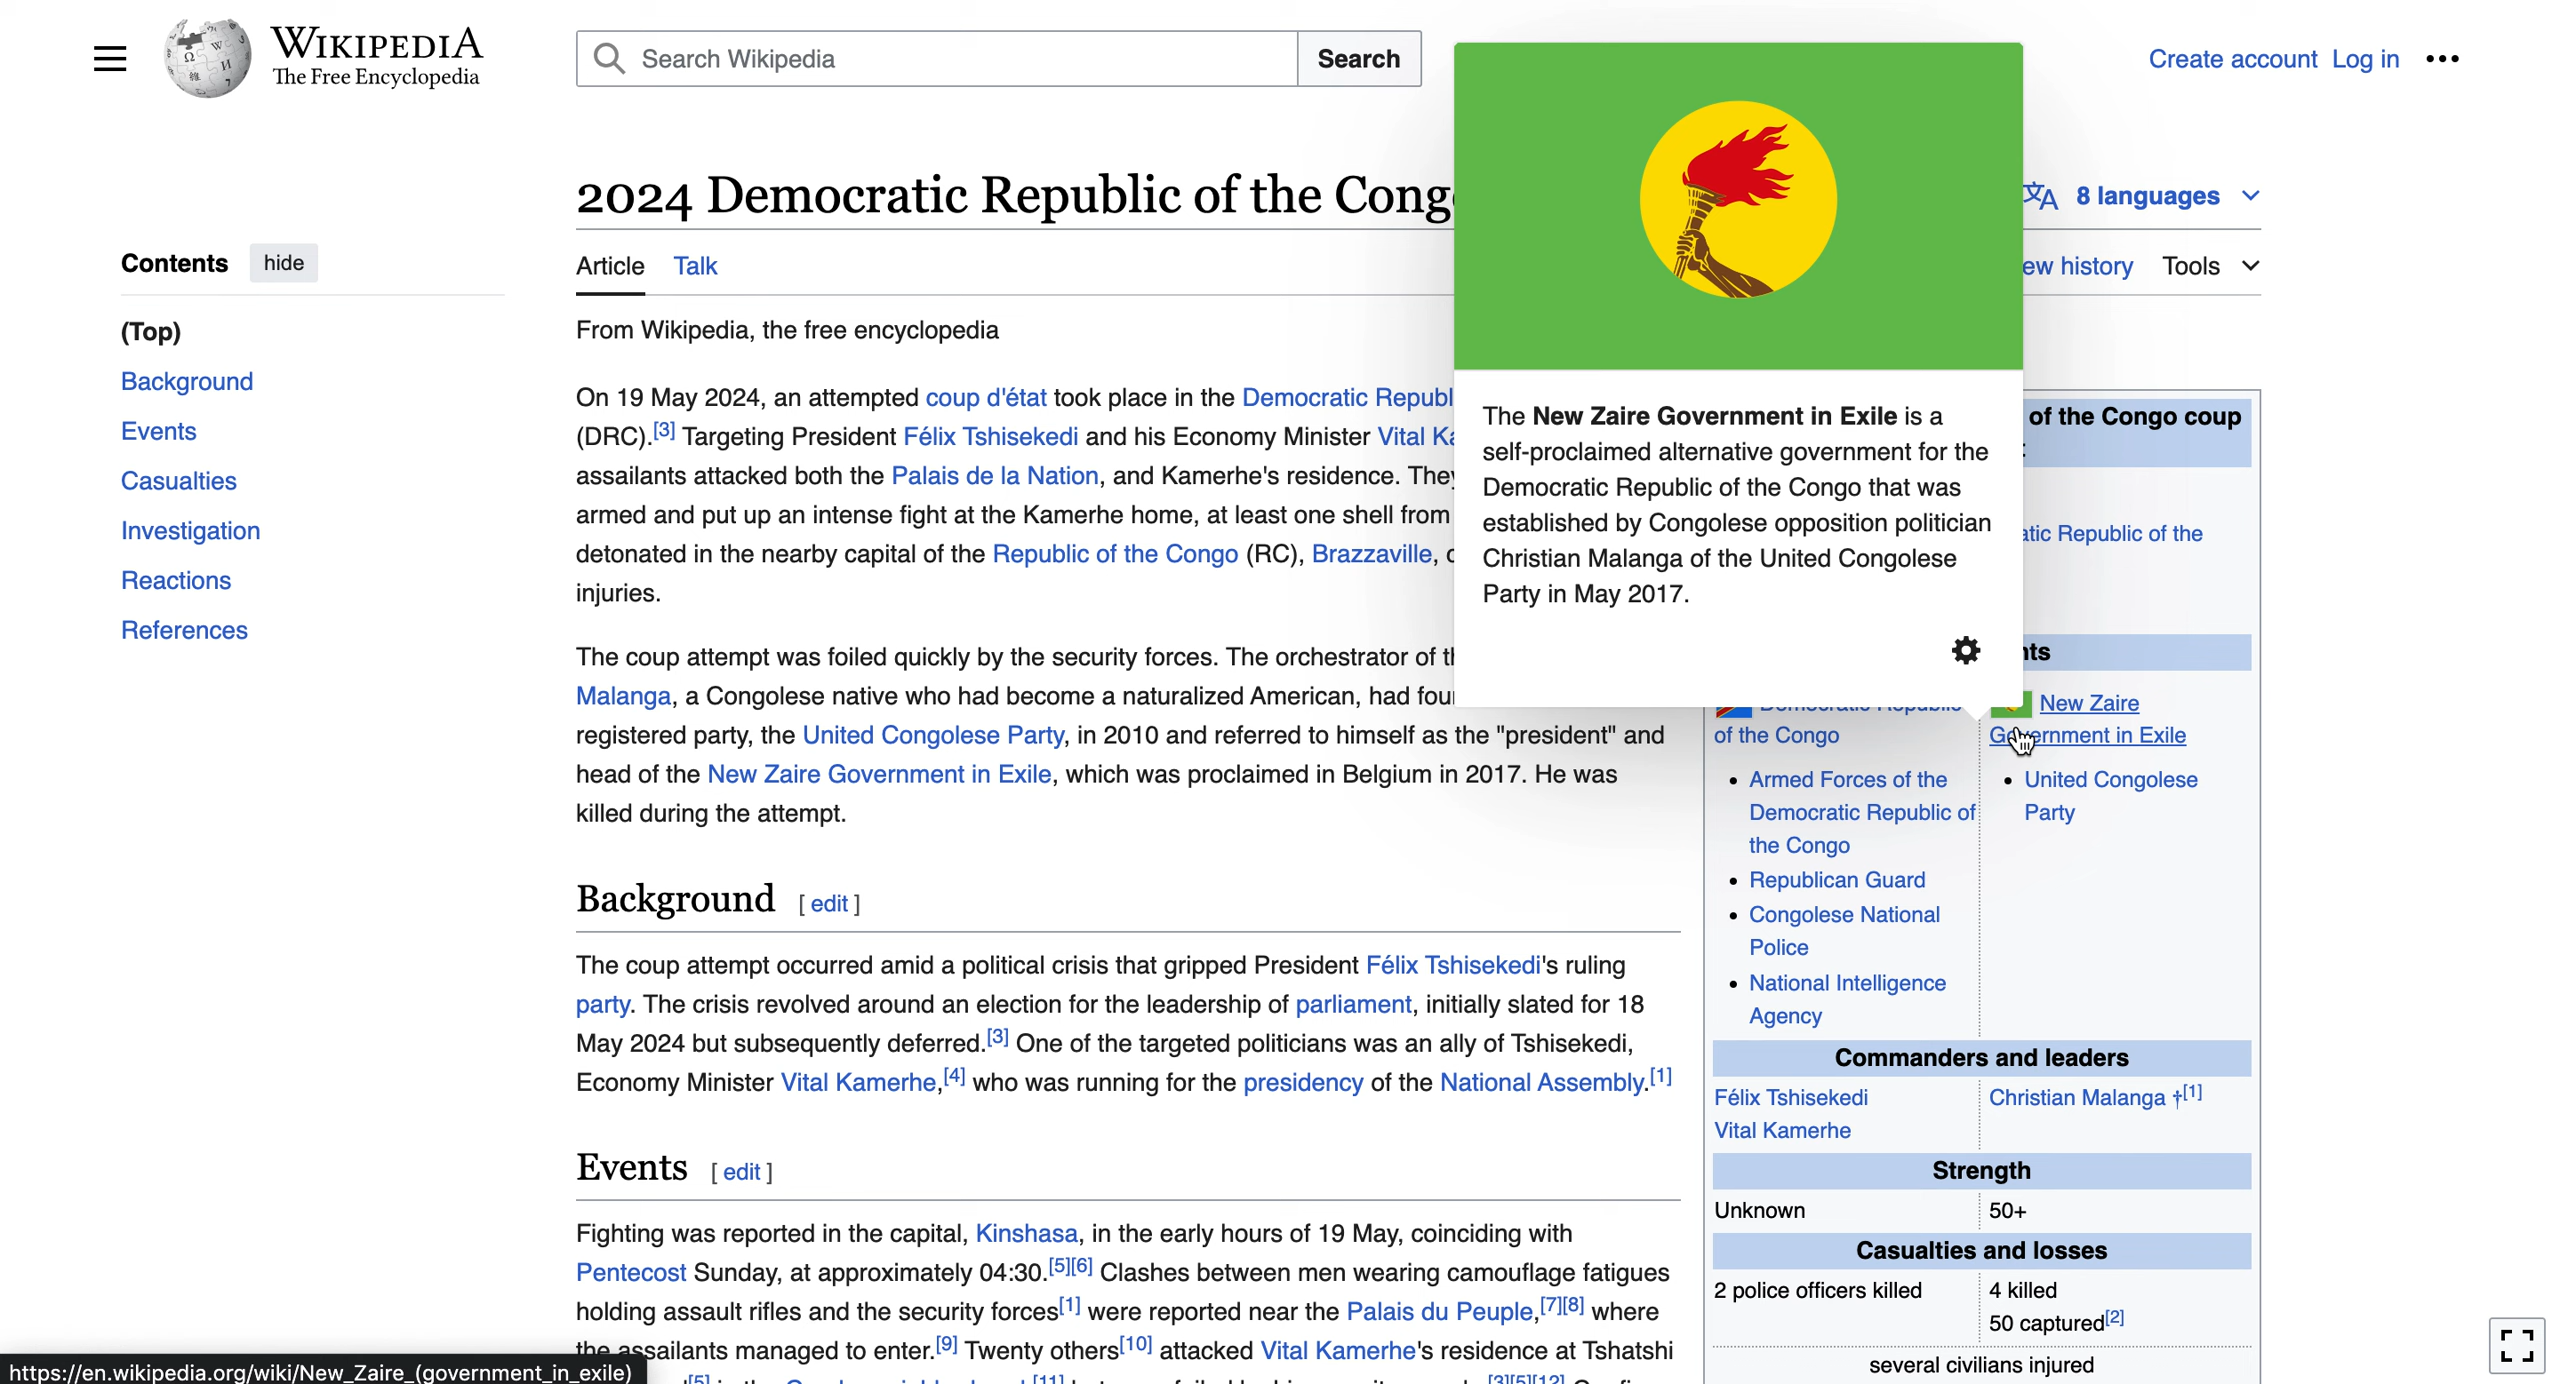 WIKIPEDIA
The Free Encyclopedia
Search Wikipedia
Search
Create account Log in
2024 Democratic Republic of the Cong
8 languages
Contents hide
Article Talk
ew history Tools
(Top)
Background
Events
Casualties
Investigation
Reactions
References
From Wikipedia, the free encyclopedia
On 19 May 2024, an attempted coup d'état took place in the Democratic Republ
(DRC).[3] Targeting President Félix Tshisekedi and his Economy Minister Vital Ka
assailants attacked both the Palais de la Nation, and Kamerhe's residence. They
armed and put up an intense fight at the Kamerhe home, at least one shell from
detonated in the nearby capital of the Republic of the Congo (RC), Brazzaville,
injuries.
The coup attempt was foiled quickly by the security forces. The orchestrator of th
Malanga, a Congolese native who had become a naturalized American, had four
registered party, the United Congolese Party, in 2010 and referred to himself as the "president" and
head of the New Zaire Government in Exile, which was proclaimed in Belgium in 2017. He was
killed during the attempt.
Background [ edit ]
The coup attempt occurred amid a political crisis that gripped President Félix Tshisekedi's ruling
party. The crisis revolved around an election for the leadership of parliament, initially slated for 18
May 2024 but subsequently deferred.[3] One of the targeted politicians was an ally of Tshisekedi,
Economy Minister Vital Kamerhe,[4] who was running for the presidency of the National Assembly.[1]
Events [ edit ]
Fighting was reported in the capital, Kinshasa, in the early hours of 19 May, coinciding with
Pentecost Sunday, at approximately 04:30.[5][6] Clashes between men wearing camouflage fatigues
holding assault rifles and the security forces[1] were reported near the Palais du Peuple,[7][8] where
the assailants managed to enter.[9] Twenty others[10] attacked Vital Kamerhe's residence at Tshatshi
The New Zaire Government in Exile is a
self-proclaimed alternative government for the
Democratic Republic of the Congo that was
established by Congolese opposition politician
Christian Malanga of the United Congolese
Party in May 2017.
of the Congo coup
atic Republic of the
nts
Democratic Republic
of the Congo
Armed Forces of the
Democratic Republic of
the Congo
Republican Guard
Congolese National
Police
National Intelligence
Agency
New Zaire
Government in Exile
United Congolese
Party
Commanders and leaders
Félix Tshisekedi
Vital Kamerhe
Christian Malanga †[1]
Strength
Unknown
50+
Casualties and losses
2 police officers killed
4 killed
50 captured[2]
several civilians injured
https://en.wikipedia.org/wiki/New_Zaire_(government_in_exile)